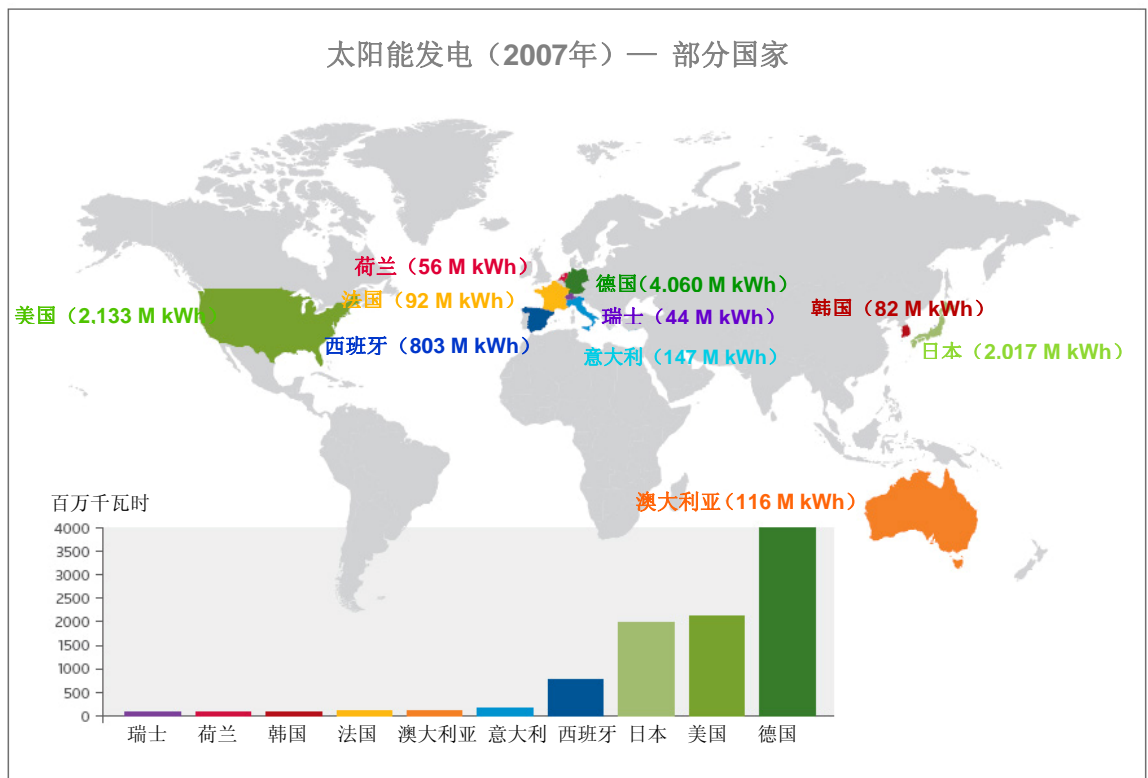 太阳能发电（2007年）— 部分国家
荷兰（56 M kWh）
德国（4.060 M kWh）
法国（92 M kWh）
美国（2,133 M kWh）
瑞士（44 M kWh）
韩国（82 M kWh）
西班牙（803 M kWh）
意大利（147 M kWh）
日本（2.017 M kWh）
澳大利亚（116 M kWh）
百万千瓦时
4000
3500
3000
2500
2000
1500
1000
500
0
瑞士 荷兰 韩国 法国 澳大利亚 意大利 西班牙 日本 美国 德国